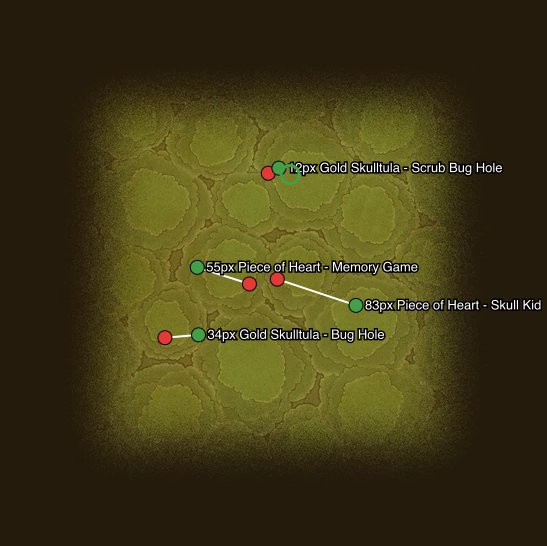 12px Gold Skulltula - Scrub Bug Hole
55px Piece of Heart - Memory Game
83px Piece of Heart - Skull Kid
34px Gold Skulltula - Bug Hole